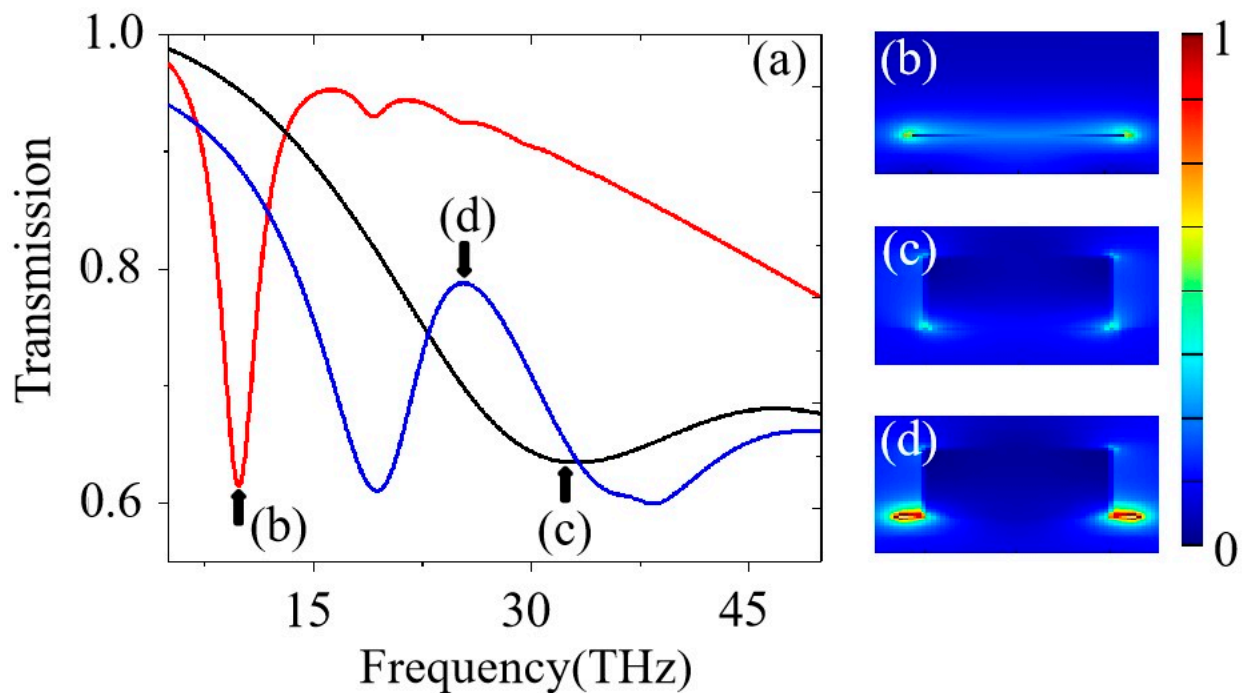 1.0
0.8
0.6
Transmission
15
30
45
Frequency(THz)
(a)
(d)
(b)
(c)
(b)
(c)
(d)
1
0